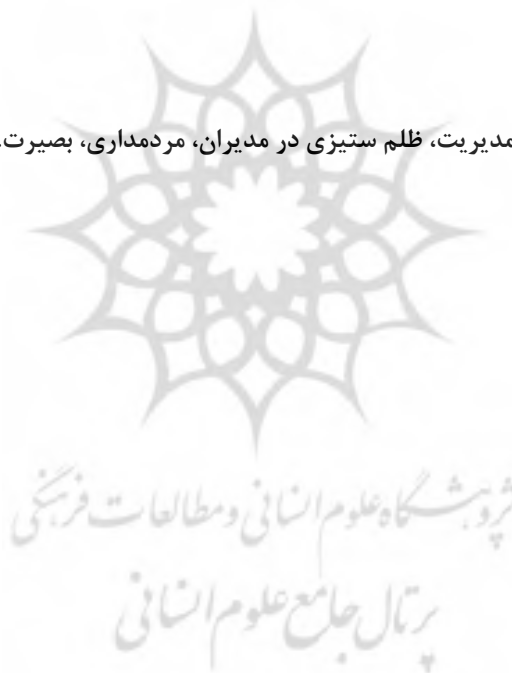 مدیریت، ظلم ستیزی در مدیران، مردمداری، بصیرت.
پژوهشگاه علوم انسانی و مطالعات فرهنگی
پرتال جامع علوم انسانی